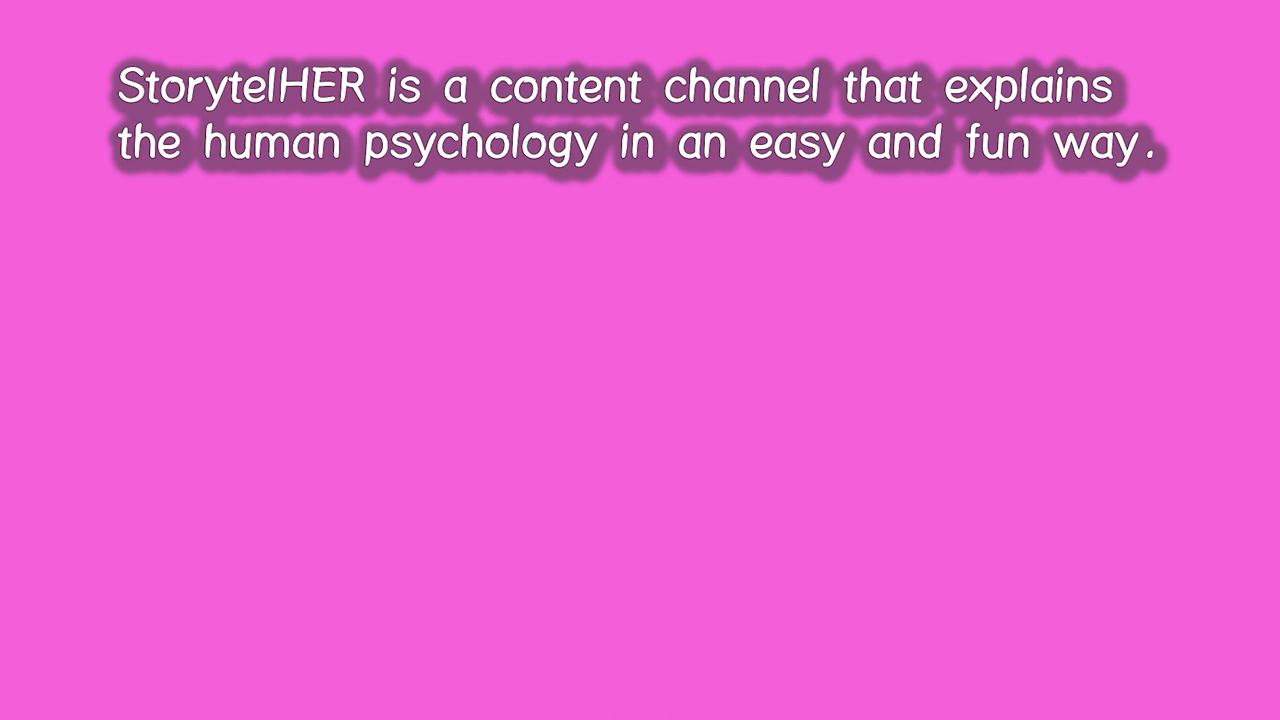 StorytelHER is a content channel that explains
the human psychology in an easy and fun way.